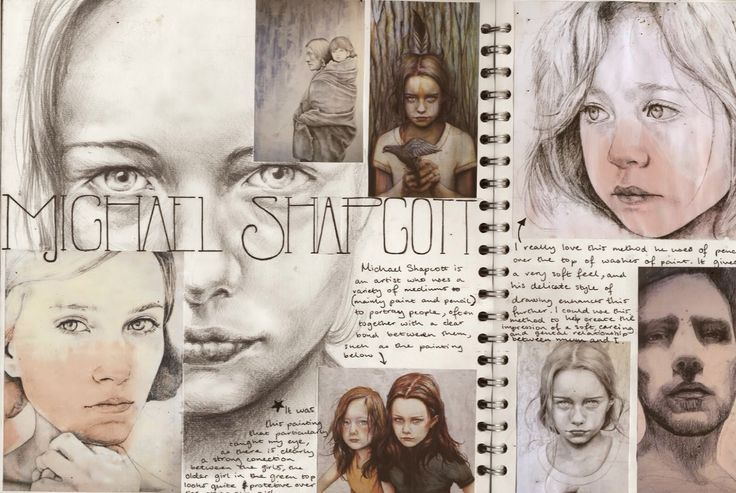 MICHAEL SHAPCOTT
Michael Shapcott is
an artist who uses a
variety of mediums
(mainly paint and pencil)
to portray people, often
together with a clear
bond between them,
such as the painting
below
It was
this painting
that particularly
caught my eye,
as there is clearly
a strong conection
between the girls, the
older girl in the green top
looks quite protective over
I really love this method he uses of
over the top of washer of paint. It gives
a very soft feel, and
his delicate style of
drawing enhances this
further. I could use this
method to help create the
impression of a soft, caring
and gentle relationship
between mum and I.